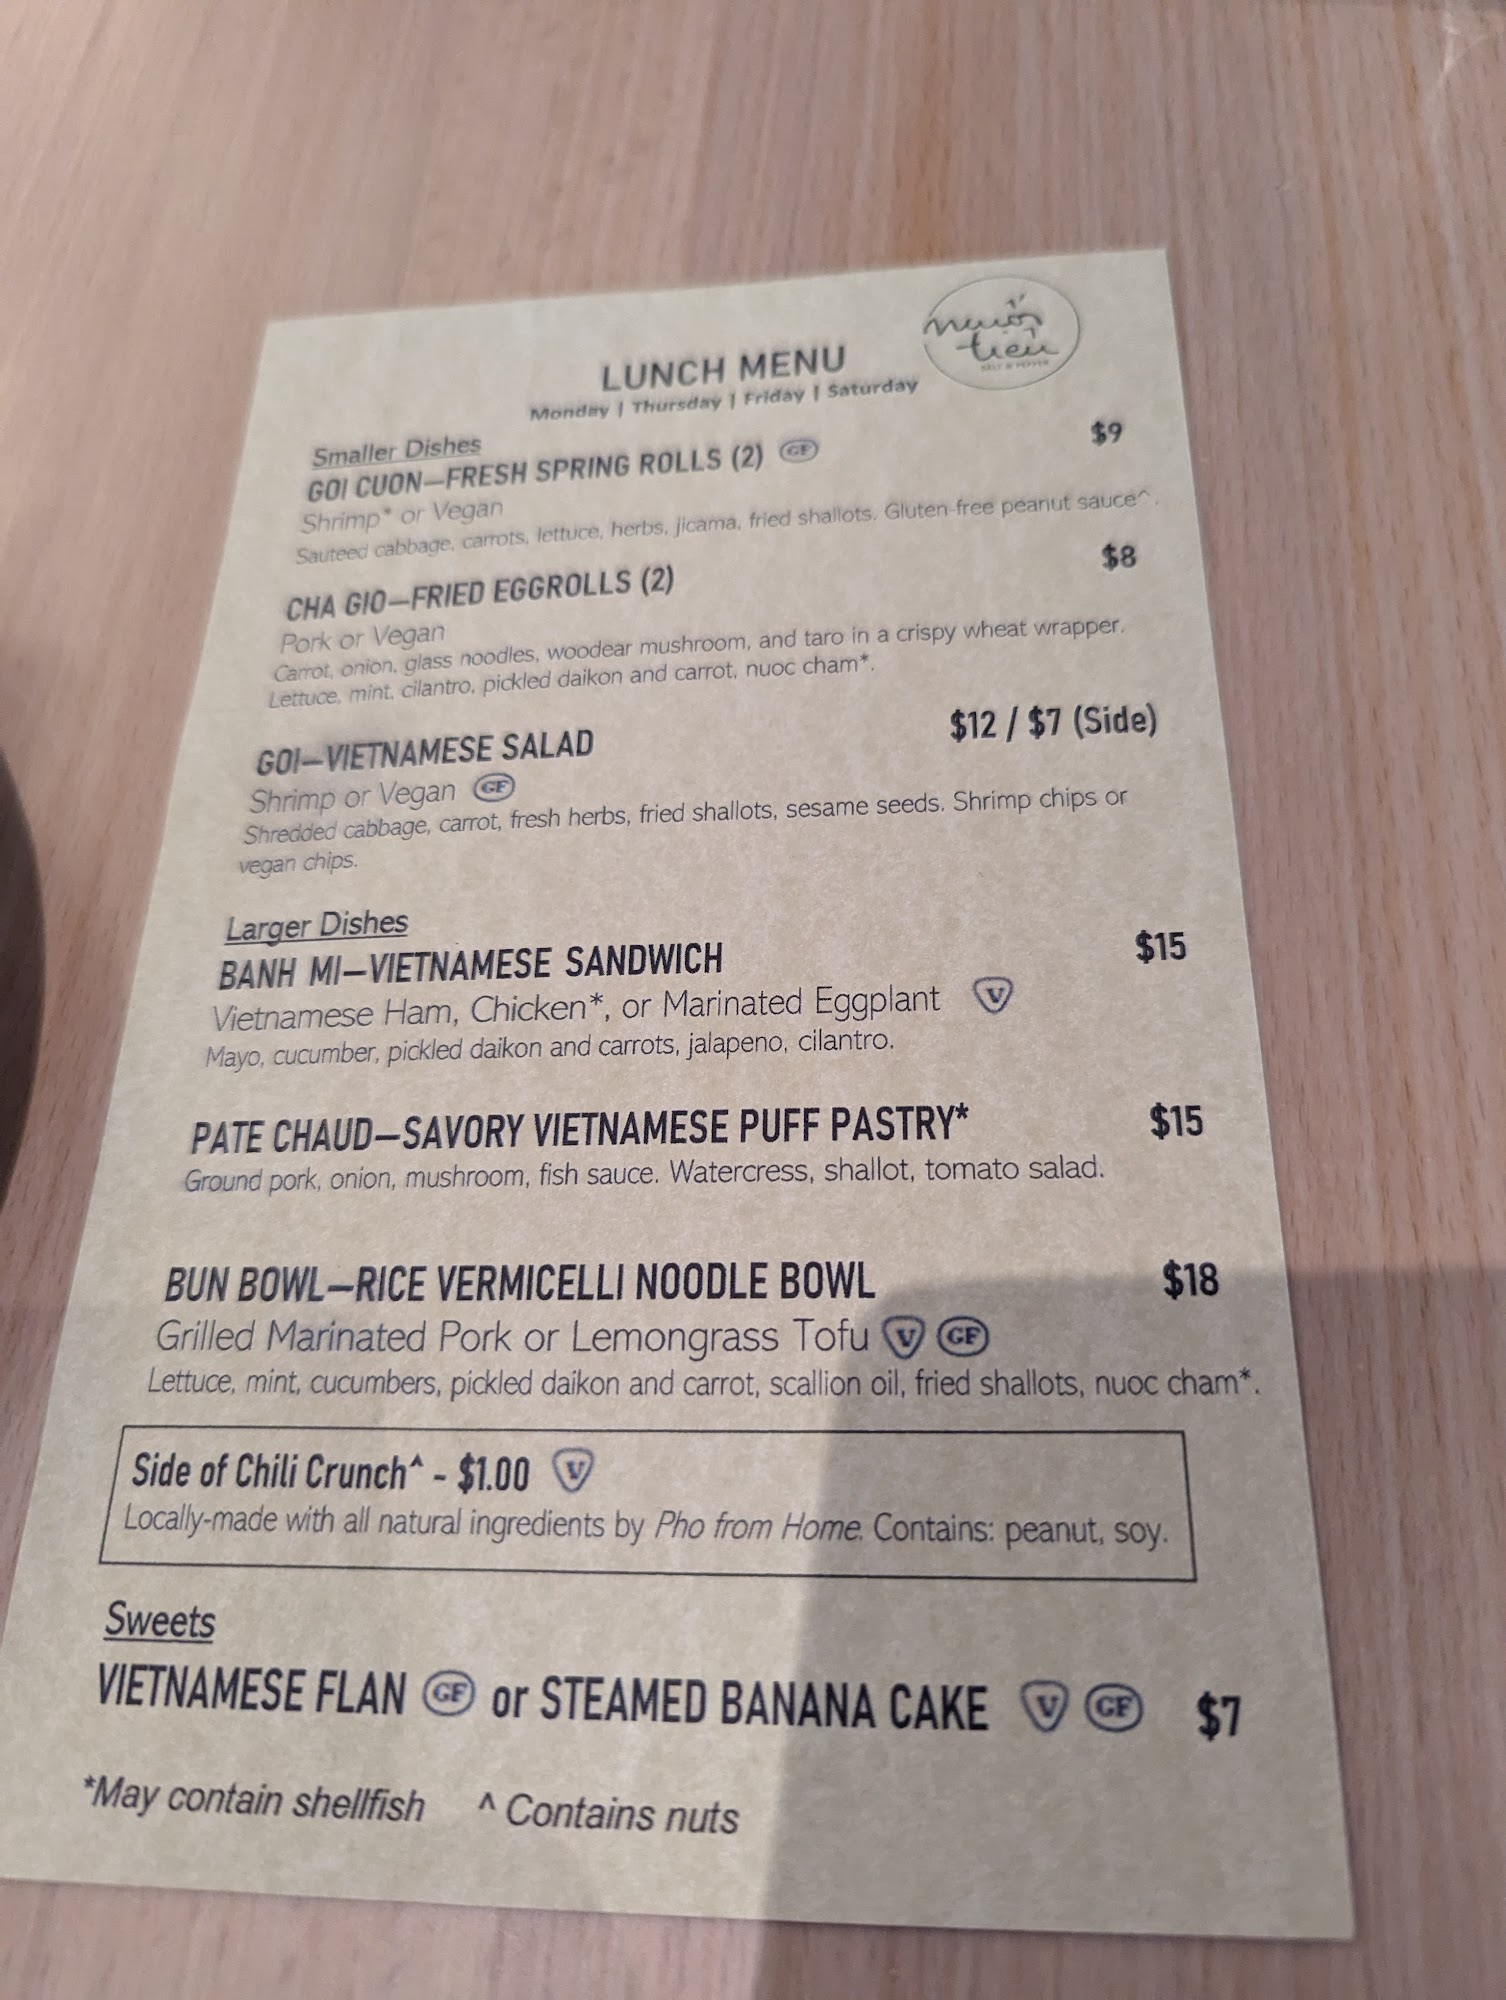 muối
tiêu
SALT N PEPPER
LUNCH MENU
Monday | Thursday | Friday | Saturday
Smaller Dishes
GOI CUON—FRESH SPRING ROLLS (2) GF $9
Shrimp* or Vegan
Sauteed cabbage, carrots, lettuce, herbs, jicama, fried shallots. Gluten-free peanut sauce^.
CHA GIO—FRIED EGGROLLS (2) $8
Pork or Vegan
Carrot, onion, glass noodles, woodear mushroom, and taro in a crispy wheat wrapper.
Lettuce, mint, cilantro, pickled daikon and carrot, nuoc cham*.
GOI—VIETNAMESE SALAD $12 / $7 (Side)
Shrimp or Vegan GF
Shredded cabbage, carrot, fresh herbs, fried shallots, sesame seeds. Shrimp chips or
vegan chips.
Larger Dishes
BANH MI—VIETNAMESE SANDWICH $15
Vietnamese Ham, Chicken*, or Marinated Eggplant V
Mayo, cucumber, pickled daikon and carrots, jalapeno, cilantro.
PATE CHAUD—SAVORY VIETNAMESE PUFF PASTRY* $15
Ground pork, onion, mushroom, fish sauce. Watercress, shallot, tomato salad.
BUN BOWL—RICE VERMICELLI NOODLE BOWL $18
Grilled Marinated Pork or Lemongrass Tofu V GF
Lettuce, mint, cucumbers, pickled daikon and carrot, scallion oil, fried shallots, nuoc cham*.
Side of Chili Crunch^ - $1.00 V
Locally-made with all natural ingredients by Pho from Home. Contains: peanut, soy.
Sweets
VIETNAMESE FLAN GF or STEAMED BANANA CAKE V GF $7
*May contain shellfish ^ Contains nuts